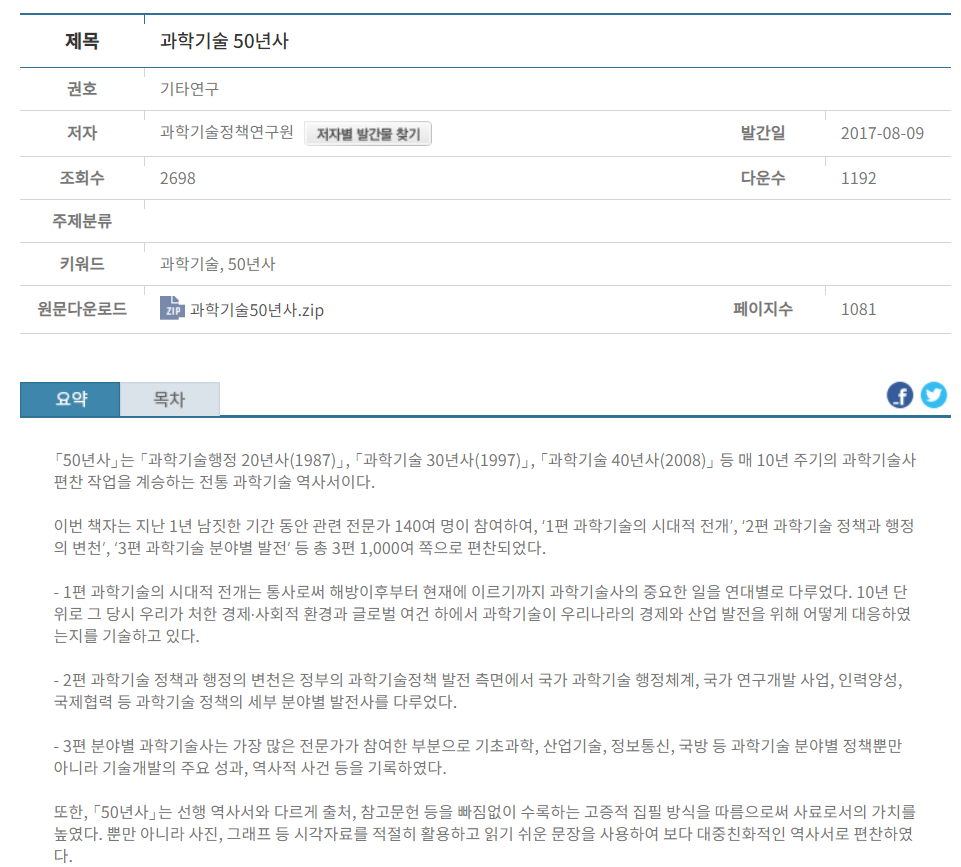 제목 과학기술 50년사
권호 기타연구
저자 과학기술정책연구원 저자별 발간물 찾기 발간일 2017-08-09
조회수 2698 다운수 1192
주제분류
키워드 과학기술, 50년사
원문다운로드 ZIP 과학기술50년사.zip 페이지수 1081
요약 목차 f
「50년사」는 「과학기술행정 20년사(1987)」, 「과학기술 30년사(1997)」, 「과학기술 40년사(2008)」 등 매 10년 주기의 과학기술사
편찬 작업을 계승하는 전통 과학기술 역사서이다.
이번 책자는 지난 1년 남짓한 기간 동안 관련 전문가 140여 명이 참여하여, ‘1편 과학기술의 시대적 전개’, ‘2편 과학기술 정책과 행정
의 변천’, ‘3편 과학기술 분야별 발전’ 등 총 3편 1,000여 쪽으로 편찬되었다.
- 1편 과학기술의 시대적 전개는 통사로써 해방이후부터 현재에 이르기까지 과학기술사의 중요한 일을 연대별로 다루었다. 10년 단
위로 그 당시 우리가 처한 경제·사회적 환경과 글로벌 여건 하에서 과학기술이 우리나라의 경제와 산업 발전을 위해 어떻게 대응하였
는지를 기술하고 있다.
- 2편 과학기술 정책과 행정의 변천은 정부의 과학기술정책 발전 측면에서 국가 과학기술 행정체계, 국가 연구개발 사업, 인력양성,
국제협력 등 과학기술 정책의 세부 분야별 발전사를 다루었다.
- 3편 분야별 과학기술사는 가장 많은 전문가가 참여한 부분으로 기초과학, 산업기술, 정보통신, 국방 등 과학기술 분야별 정책뿐만
아니라 기술개발의 주요 성과, 역사적 사건 등을 기록하였다.
또한, 「50년사」는 선행 역사서와 다르게 출처, 참고문헌 등을 빠짐없이 수록하는 고증적 집필 방식을 따름으로써 사료로서의 가치를
높였다. 뿐만 아니라 사진, 그래프 등 시각자료를 적절히 활용하고 읽기 쉬운 문장을 사용하여 보다 대중친화적인 역사서로 편찬하였
다.